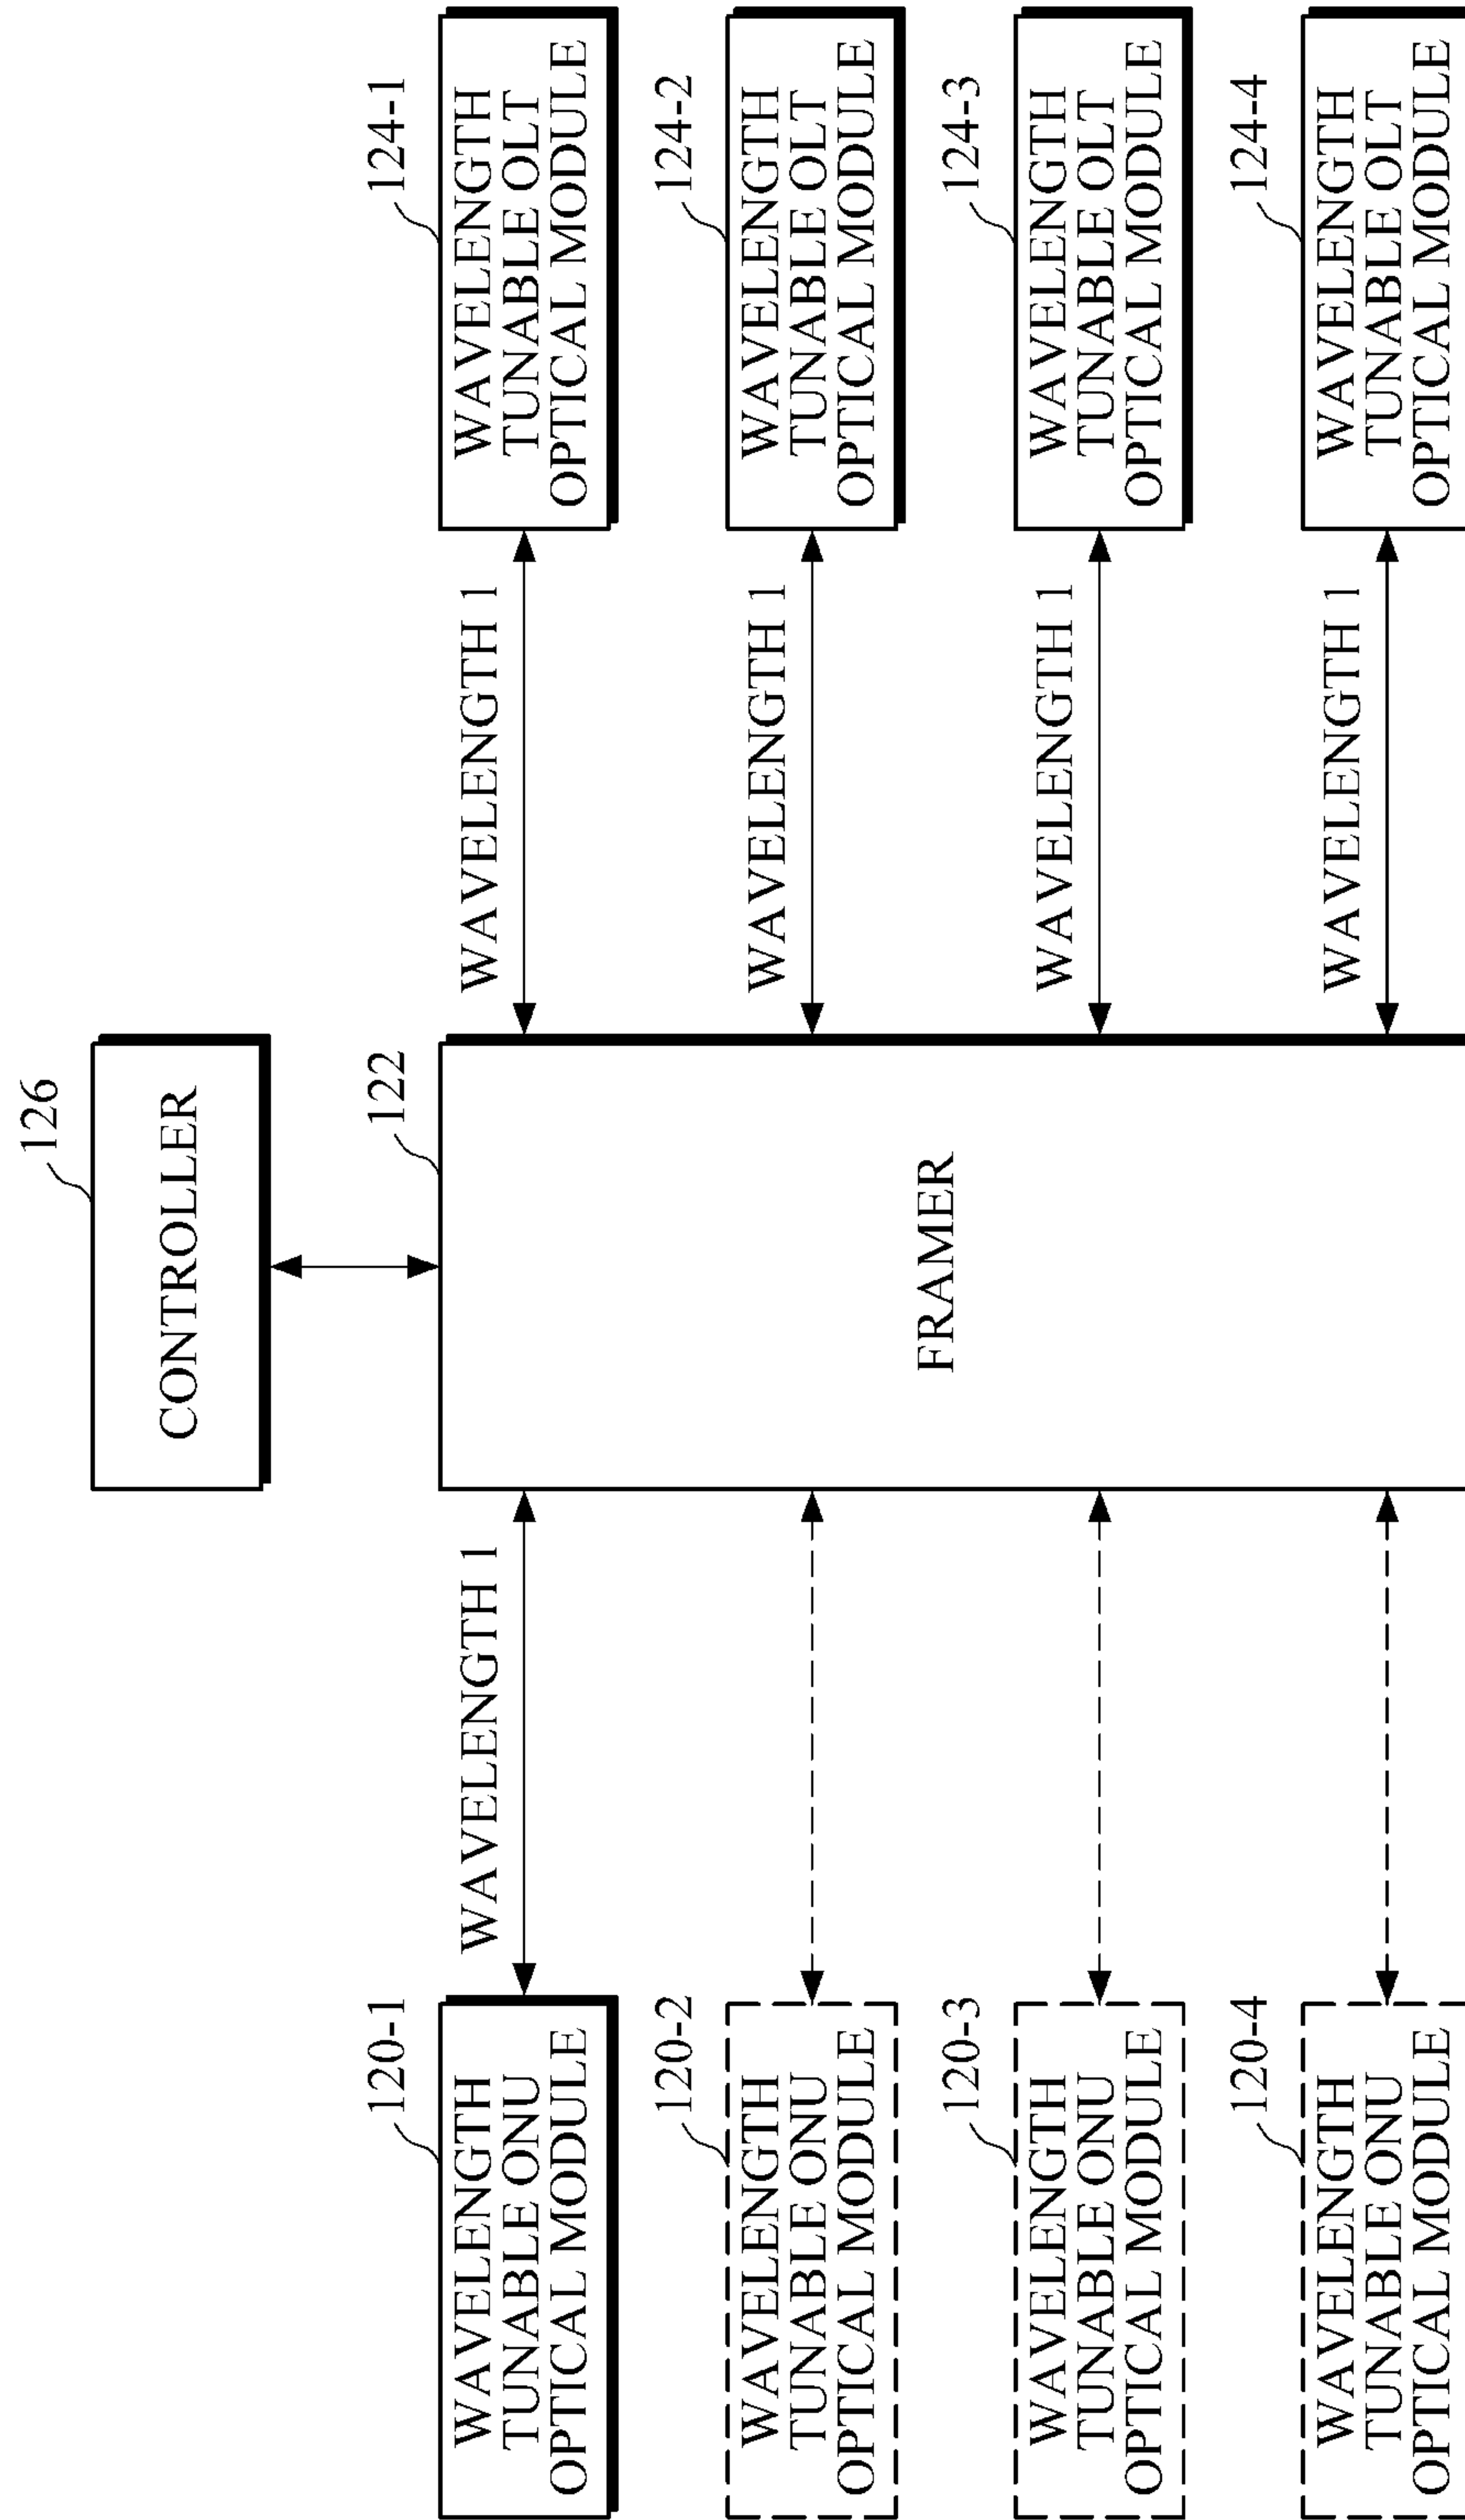 126
CONTROLLER
120-1
WAVELENGTH
TUNABLE ONU
OPTICAL MODULE
WAVELENGTH 1
122
FRAMER
WAVELENGTH 1
124-1
WAVELENGTH
TUNABLE OLT
OPTICAL MODULE
120-2
WAVELENGTH
TUNABLE ONU
OPTICAL MODULE
WAVELENGTH 1
124-2
WAVELENGTH
TUNABLE OLT
OPTICAL MODULE
120-3
WAVELENGTH
TUNABLE ONU
OPTICAL MODULE
WAVELENGTH 1
124-3
WAVELENGTH
TUNABLE OLT
OPTICAL MODULE
120-4
WAVELENGTH
TUNABLE ONU
OPTICAL MODULE
WAVELENGTH 1
124-4
WAVELENGTH
TUNABLE OLT
OPTICAL MODULE